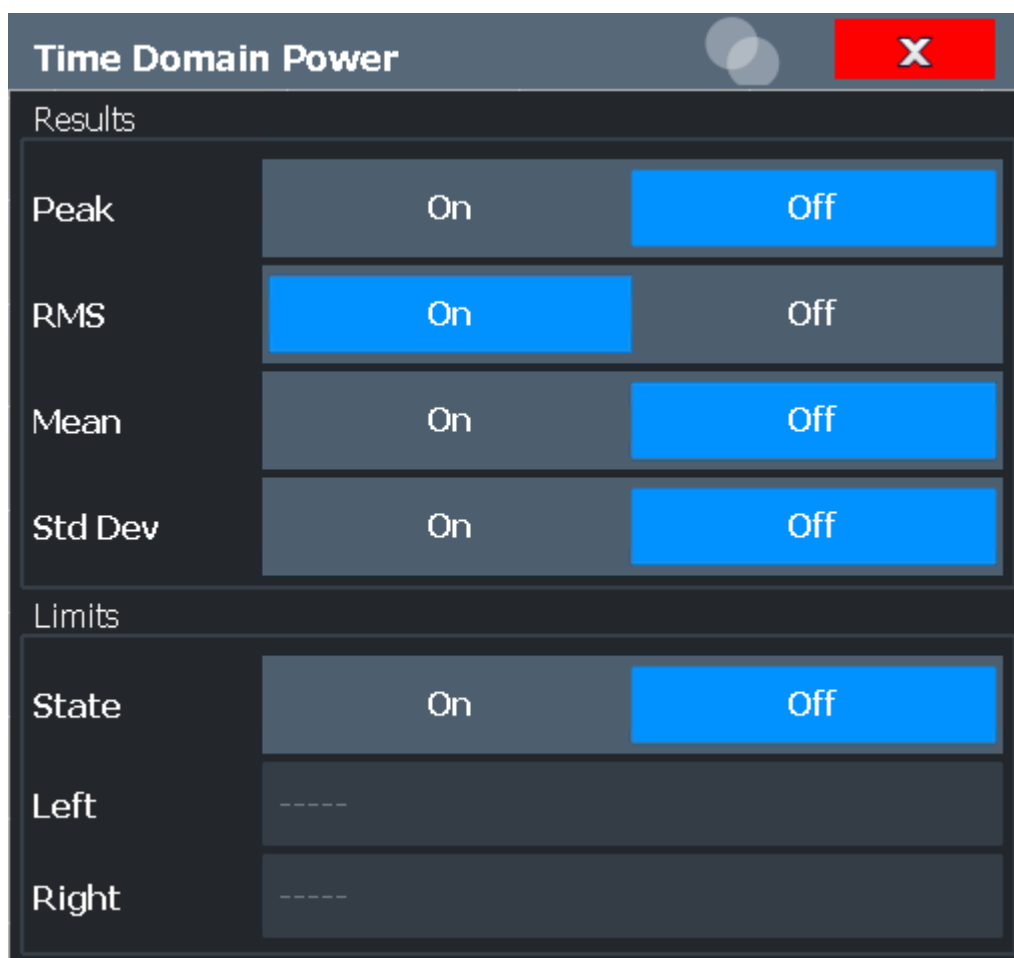 Time Domain Power X
Results
Peak On Off
RMS On Off
Mean On Off
Std Dev On Off
Limits
State On Off
Left -----
Right -----